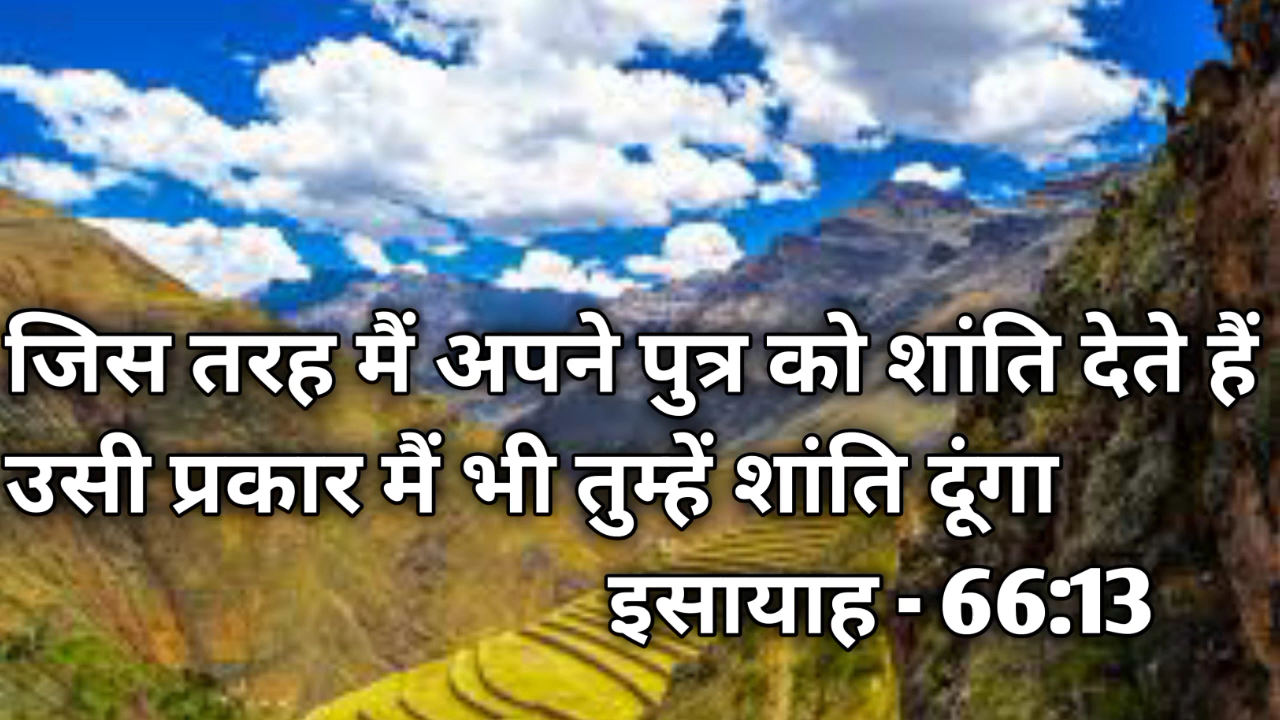 जिस तरह मैं अपने पुत्र को शांति देते हैं
उसी प्रकार मैं भी तुम्हें शांति दूंगा
इसायाह - 66:13